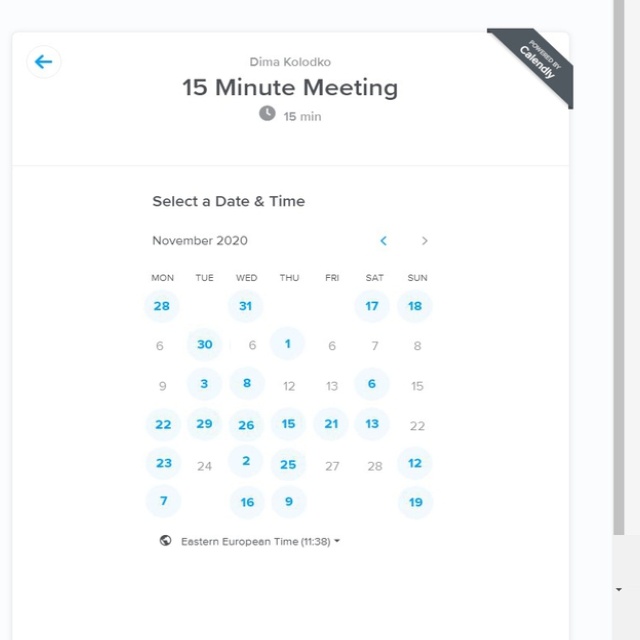 POWERED BY
Calendly
Dima Kolodko
15 Minute Meeting
15 min
Select a Date & Time
November 2020 < >
MON TUE WED THU FRI SAT SUN
28 31 17 18
6 30 6 1 6 7 8
9 3 8 12 13 6 15
22 29 26 15 21 13 22
23 24 2 25 27 28 12
7 16 9 19
Eastern European Time (11:38)